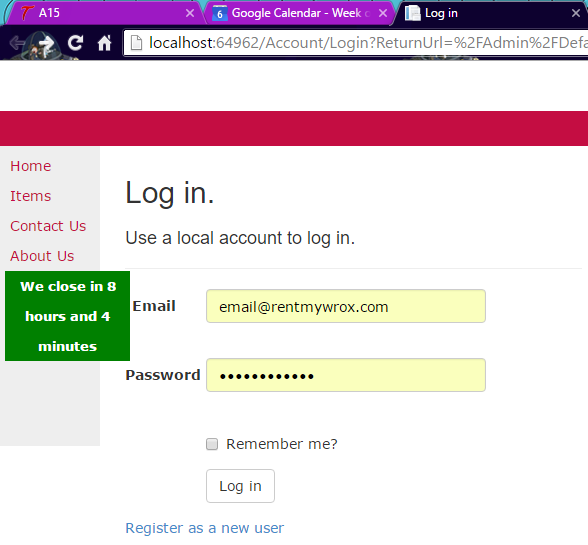 A15
6
Google Calendar - Week o
Log in
localhost:64962/Account/Login?ReturnUrl=%2FAdmin%2FDefa
Home
Items
Contact Us
About Us
We close in 8
hours and 4
minutes
Log in.
Use a local account to log in.
Email
email@rentmywrox.com
Password
••••••••••••
Remember me?
Log in
Register as a new user